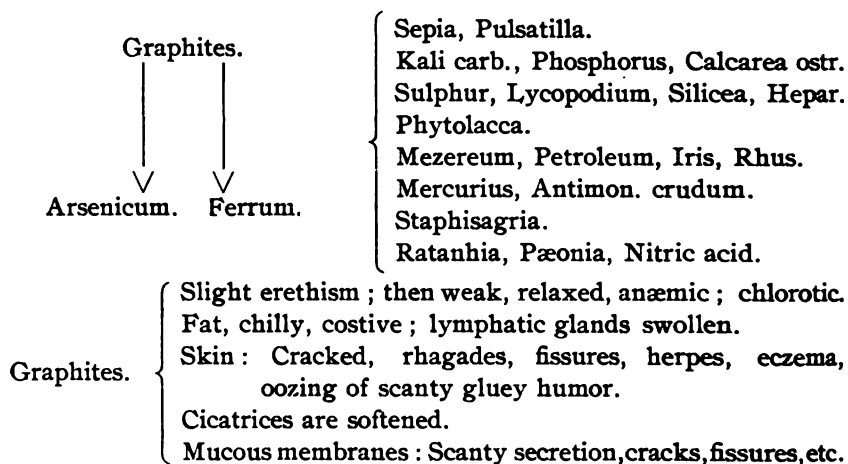 Graphites.
Arsenicum. Ferrum.
Sepia, Pulsatilla.
Kali carb., Phosphorus, Calcarea ostr.
Sulphur, Lycopodium, Silicea, Hepar.
Phytolacca.
Mezereum, Petroleum, Iris, Rhus.
Mercurius, Antimon. crudum.
Staphisagria.
Ratanhia, Pæonia, Nitric acid.
Graphites.
Slight erethism ; then weak, relaxed, anæmic ; chlorotic.
Fat, chilly, costive ; lymphatic glands swollen.
Skin : Cracked, rhagades, fissures, herpes, eczema,
oozing of scanty gluey humor.
Cicatrices are softened.
Mucous membranes : Scanty secretion,cracks,fissures,etc.